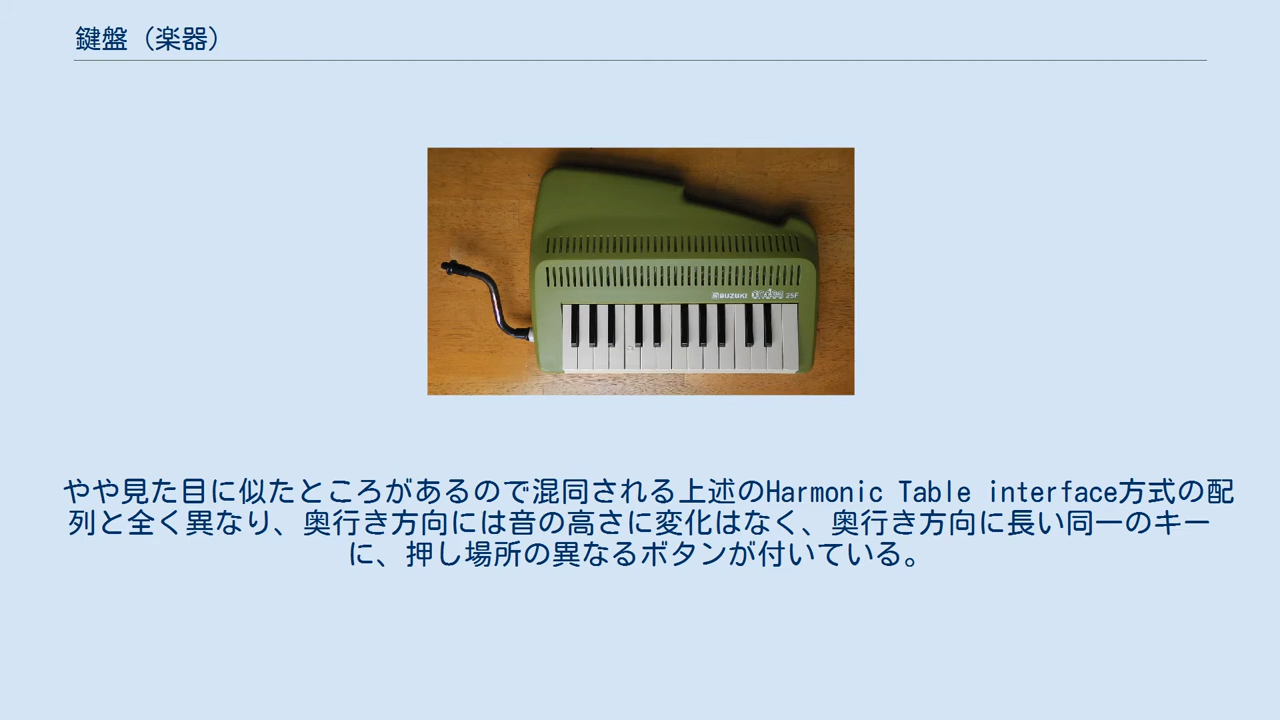 鍵盤（楽器）
SUZUKI andes 25F
やや見た目に似たところがあるので混同される上述のHarmonic Table interface方式の配
列と全く異なり、奥行き方向には音の高さに変化はなく、奥行き方向に長い同一のキー
に、押し場所の異なるボタンが付いている。